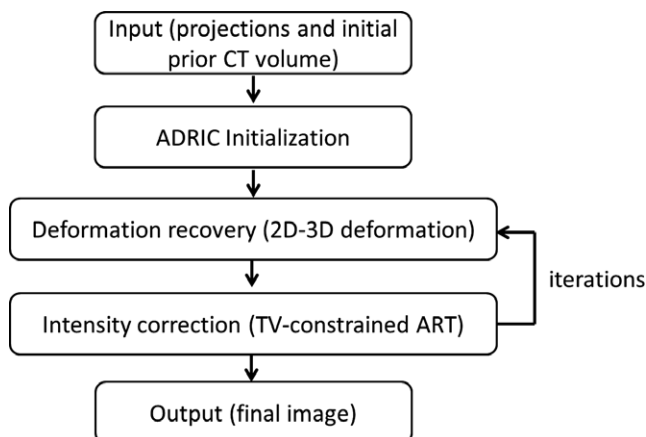 Input (projections and initial
prior CT volume)
ADRIC Initialization
Deformation recovery (2D-3D deformation)
iterations
Intensity correction (TV-constrained ART)
Output (final image)